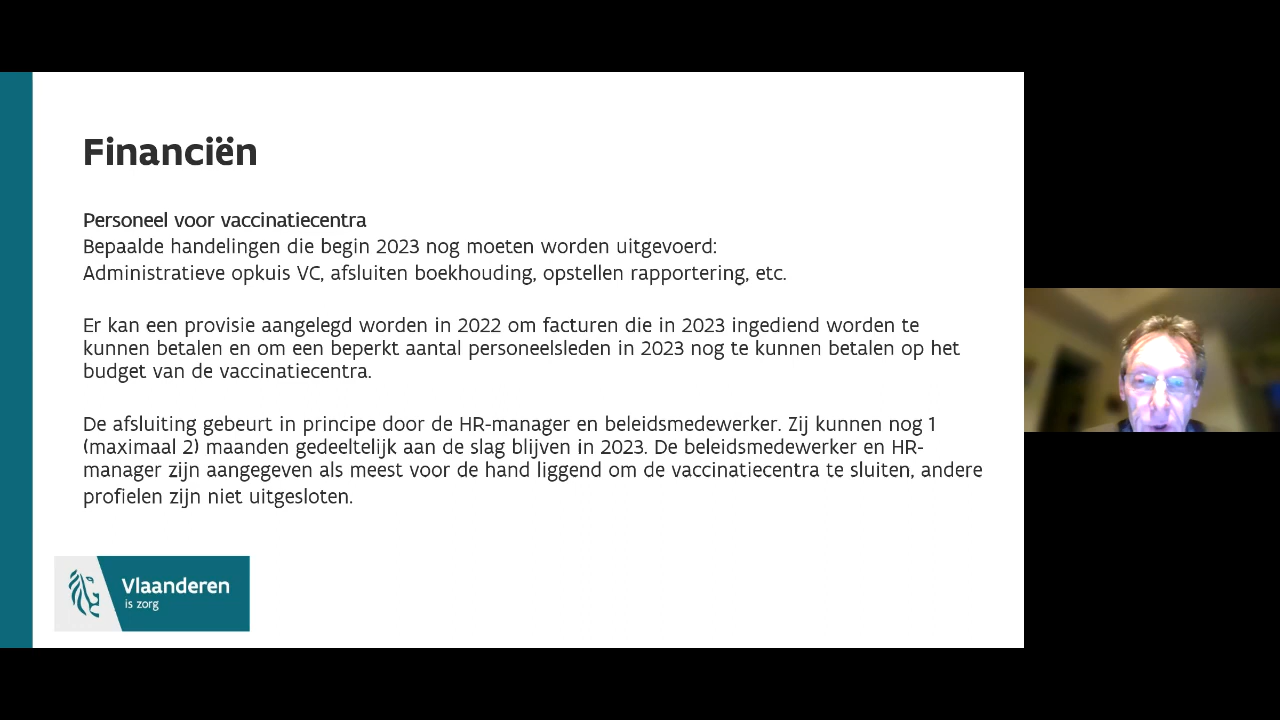 Financiën
Personeel voor vaccinatiecentra
Bepaalde handelingen die begin 2023 nog moeten worden uitgevoerd:
Administratieve opkuis VC, afsluiten boekhouding, opstellen rapportering, etc.
Er kan een provisie aangelegd worden in 2022 om facturen die in 2023 ingediend worden te
kunnen betalen en om een beperkt aantal personeelsleden in 2023 nog te kunnen betalen op het
budget van de vaccinatiecentra.
De afsluiting gebeurt in principe door de HR-manager en beleidsmedewerker. Zij kunnen nog 1
(maximaal 2) maanden gedeeltelijk aan de slag blijven in 2023. De beleidsmedewerker en HR-
manager zijn aangegeven als meest voor de hand liggend om de vaccinatiecentra te sluiten, andere
profielen zijn niet uitgesloten.
Vlaanderen
is zorg